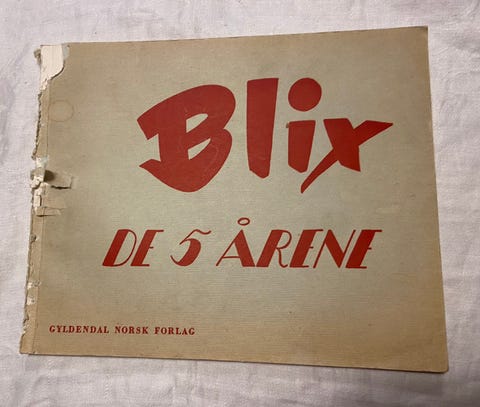 Blix
DE 5 ÅRENE
GYLDENDAL NORSK FORLAG